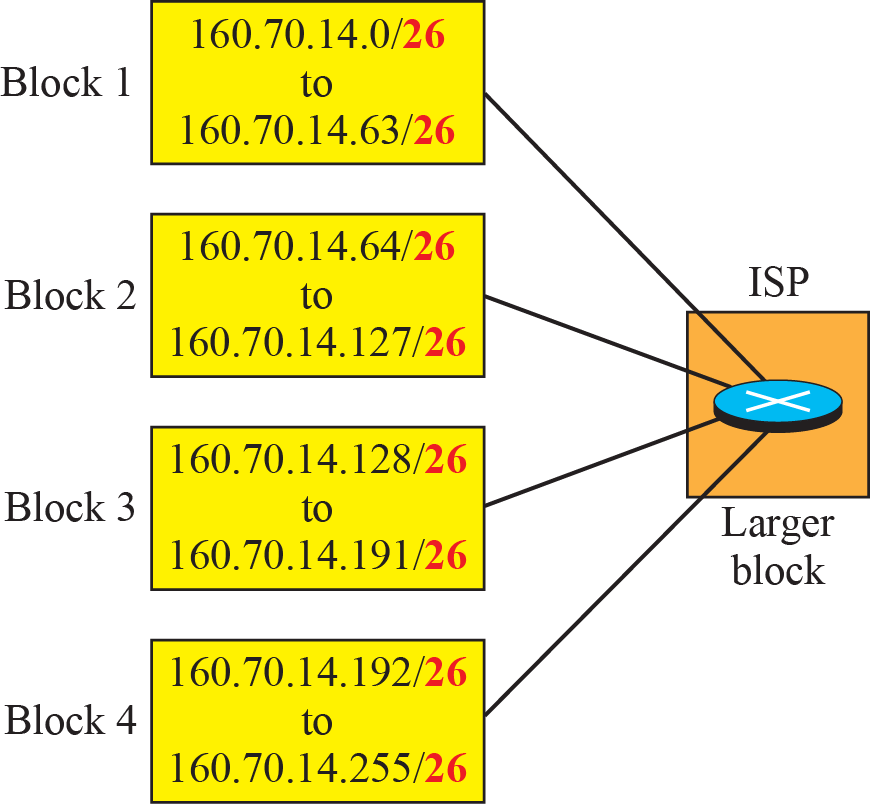 Block 1
160.70.14.0/26
to
160.70.14.63/26
Block 2
160.70.14.64/26
to
160.70.14.127/26
Block 3
160.70.14.128/26
to
160.70.14.191/26
Block 4
160.70.14.192/26
to
160.70.14.255/26
ISP
Larger
block